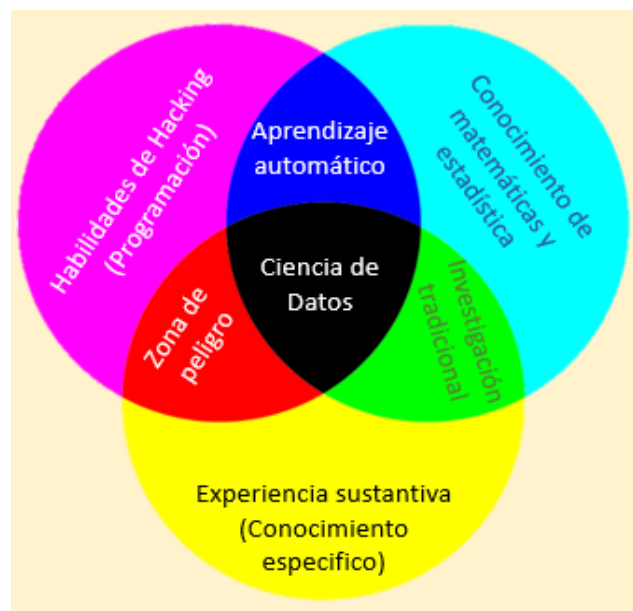 Habilidades de Hacking
(Programación)
Aprendizaje
automático
Conocimiento de
matemáticas y
estadística
Ciencia de
Datos
Zona de
peligro
Investigación
tradicional
Experiencia sustantiva
(Conocimiento
especifico)